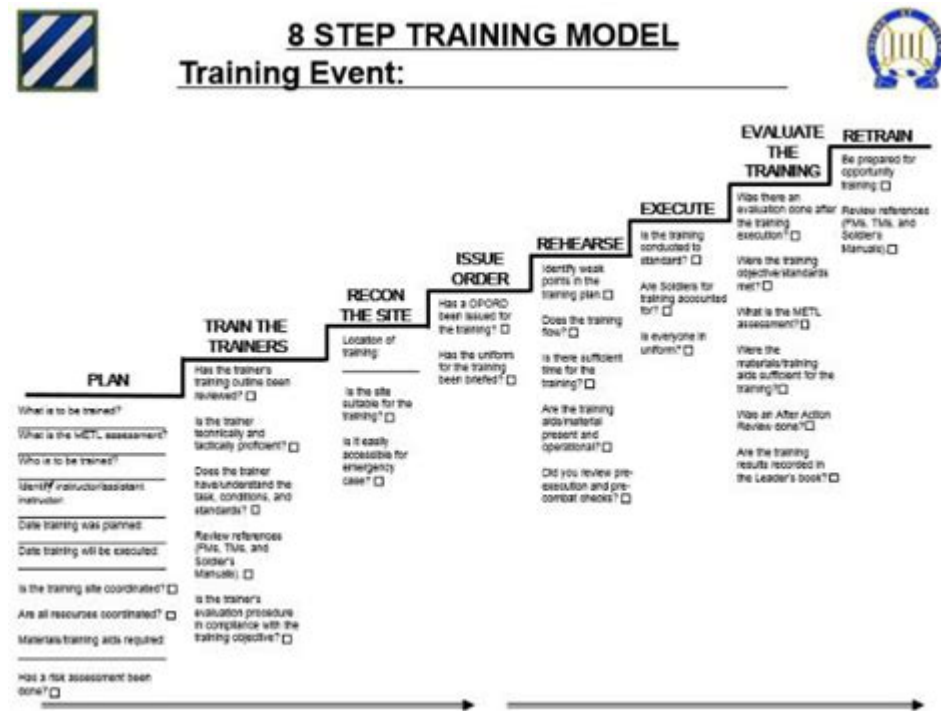 8 STEP TRAINING MODEL
Training Event:
PLAN
What is to be trained?
What is the METL assessment?
Who is to be trained?
Identify instructor/assistant
instructor:
Date training was planned:
Date training will be executed:
Is the training site coordinated?
Are all resources coordinated?
Materials/training aids required:
Has a risk assessment been
done?
TRAIN THE
TRAINERS
Has the trainer's
training outline been
reviewed?
Is the trainer
technically and
tactically proficient?
Does the trainer
have/understand the
task, conditions, and
standards?
Review references
(FMs, TMs, and
Soldier's
Manuals).
Is the trainer's
evaluation procedure
in compliance with the
training objective?
RECON
THE SITE
Location of
training:
Is the site
suitable for the
training?
Is it easily
accessible for
emergency
case?
ISSUE
ORDER
Has a OPORD
been issued for
the training?
Has the uniform
for the training
been briefed?
REHEARSE
Identify weak
points in the
training plan.
Does the training
flow?
Is there sufficient
time for the
training?
Are the training
aids/material
present and
operational?
Did you review pre-
execution and pre-
combat checks?
EXECUTE
Is the training
conducted to
standard?
Are Soldiers for
training accounted
for?
Is everyone in
uniform?
EVALUATE
THE
TRAINING
Was there an
evaluation done after
the training
execution?
Were the training
objective/standards
met?
What is the METL
assessment?
Were the
materials/training
aids sufficient for the
training?
Was an After Action
Review done?
Are the training
results recorded in
the Leader's book?
RETRAIN
Be prepared for
opportunity
training.
Review references
(FMs, TMs, and
Soldier's
Manuals).